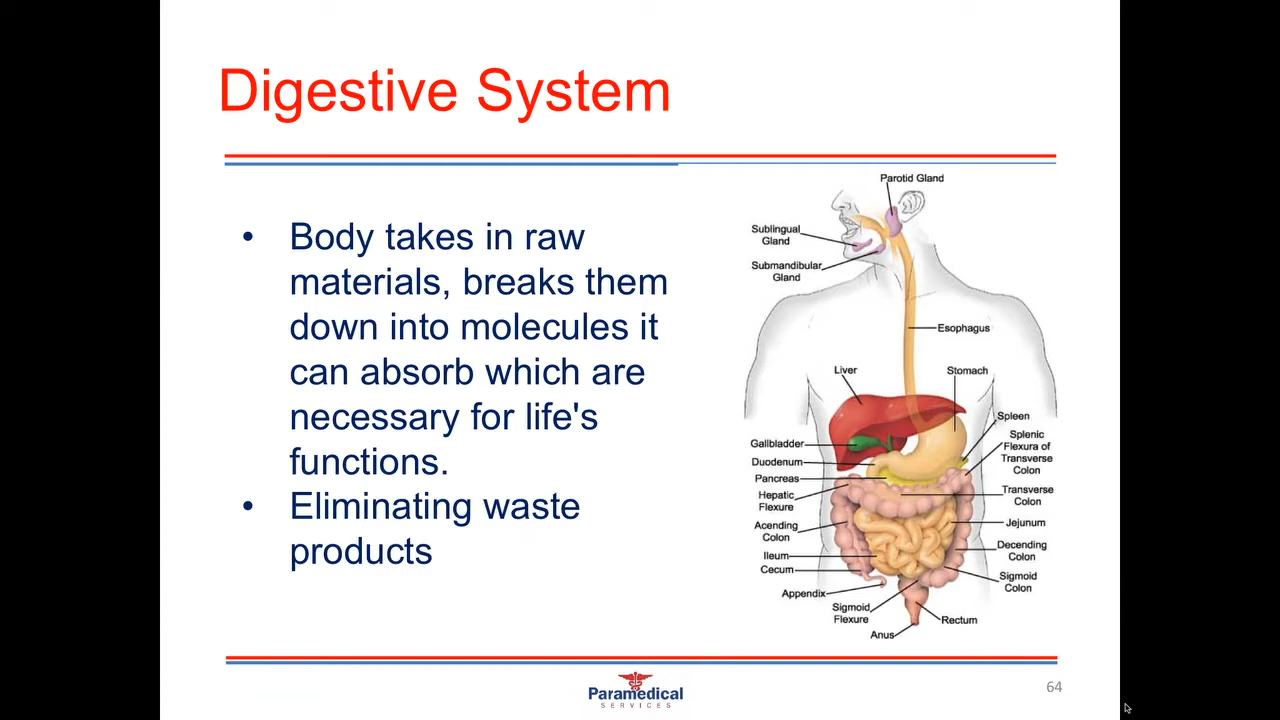 Digestive System
• Body takes in raw
materials, breaks them
down into molecules it
can absorb which are
necessary for life's
functions.
• Eliminating waste
products
Parotid Gland
Sublingual
Gland
Submandibular
Gland
Esophagus
Liver
Stomach
Spleen
Gallbladder
Splenic
Flexura of
Transverse
Colon
Duodenum
Pancreas
Hepatic
Flexure
Transverse
Colon
Acending
Colon
Jejunum
Ileum
Decending
Colon
Cecum
Sigmoid
Colon
Appendix
Sigmoid
Flexure
Rectum
Anus
Paramedical
SERVICES
64